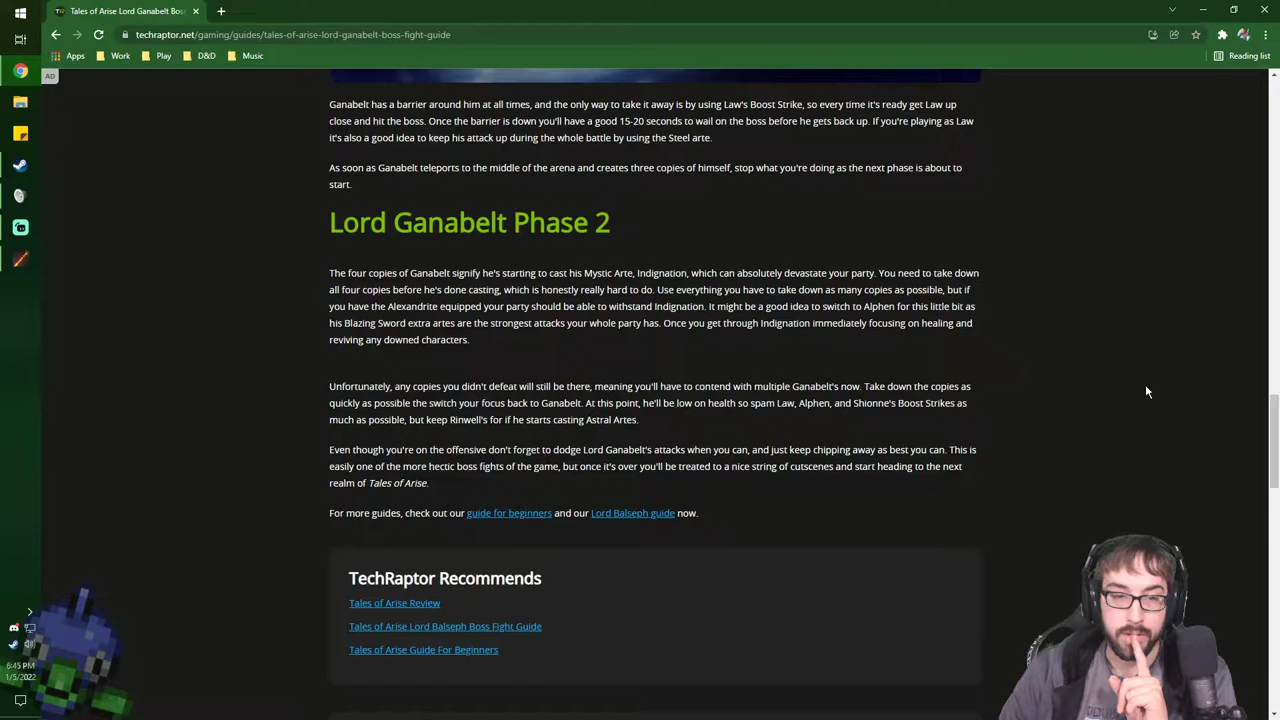 Tales of Arise Lord Ganabelt Bos
techraptor.net/gaming/guides/tales-of-arise-lord-ganabelt-boss-fight-guide
Apps Work Play D&D Music Reading list
AD
Ganabelt has a barrier around him at all times, and the only way to take it away is by using Law's Boost Strike, so every time it's ready get Law up
close and hit the boss. Once the barrier is down you'll have a good 15-20 seconds to wail on the boss before he gets back up. If you're playing as Law
it's also a good idea to keep his attack up during the whole battle by using the Steel arte.
As soon as Ganabelt teleports to the middle of the arena and creates three copies of himself, stop what you're doing as the next phase is about to
start.
Lord Ganabelt Phase 2
The four copies of Ganabelt signify he's starting to cast his Mystic Arte, Indignation, which can absolutely devastate your party. You need to take down
all four copies before he's done casting, which is honestly really hard to do. Use everything you have to take down as many copies as possible, but if
you have the Alexandrite equipped your party should be able to withstand Indignation. It might be a good idea to switch to Alphen for this little bit as
his Blazing Sword extra artes are the strongest attacks your whole party has. Once you get through Indignation immediately focusing on healing and
reviving any downed characters.
Unfortunately, any copies you didn't defeat will still be there, meaning you'll have to contend with multiple Ganabelt's now. Take down the copies as
quickly as possible the switch your focus back to Ganabelt. At this point, he'll be low on health so spam Law, Alphen, and Shionne's Boost Strikes as
much as possible, but keep Rinwell's for if he starts casting Astral Artes.
Even though you're on the offensive don't forget to dodge Lord Ganabelt's attacks when you can, and just keep chipping away as best you can. This is
easily one of the more hectic boss fights of the game, but once it's over you'll be treated to a nice string of cutscenes and start heading to the next
realm of Tales of Arise.
For more guides, check out our guide for beginners and our Lord Balseph guide now.
TechRaptor Recommends
Tales of Arise Review
Tales of Arise Lord Balseph Boss Fight Guide
Tales of Arise Guide For Beginners
6:45 PM
1/5/2022